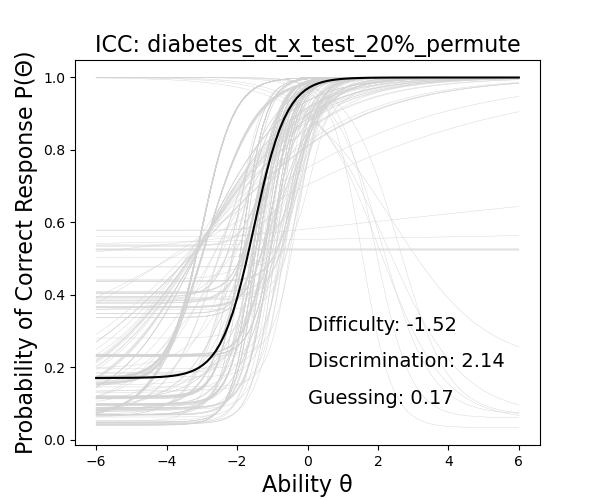 ICC: diabetes_dt_x_test_20%_permute
Probability of Correct Response P(Θ)
1.0
0.8
0.6
0.4
0.2
0.0
Difficulty: -1.52
Discrimination: 2.14
Guessing: 0.17
−6 −4 −2 0 2 4 6
Ability θ